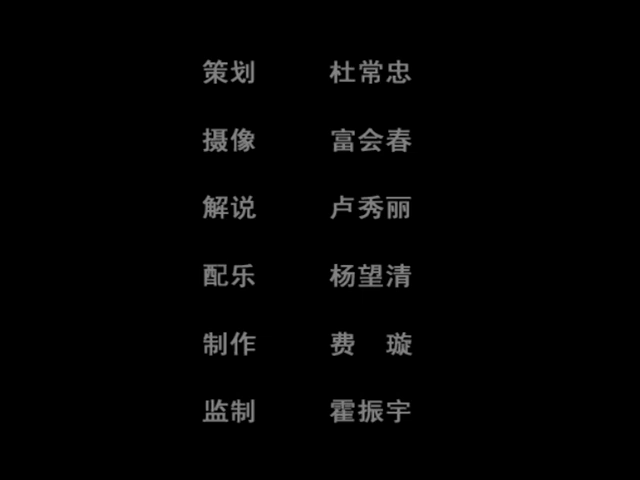 策划 杜常忠
摄像 富会春
解说 卢秀丽
配乐 杨望清
制作 费 璇
监制 霍振宇